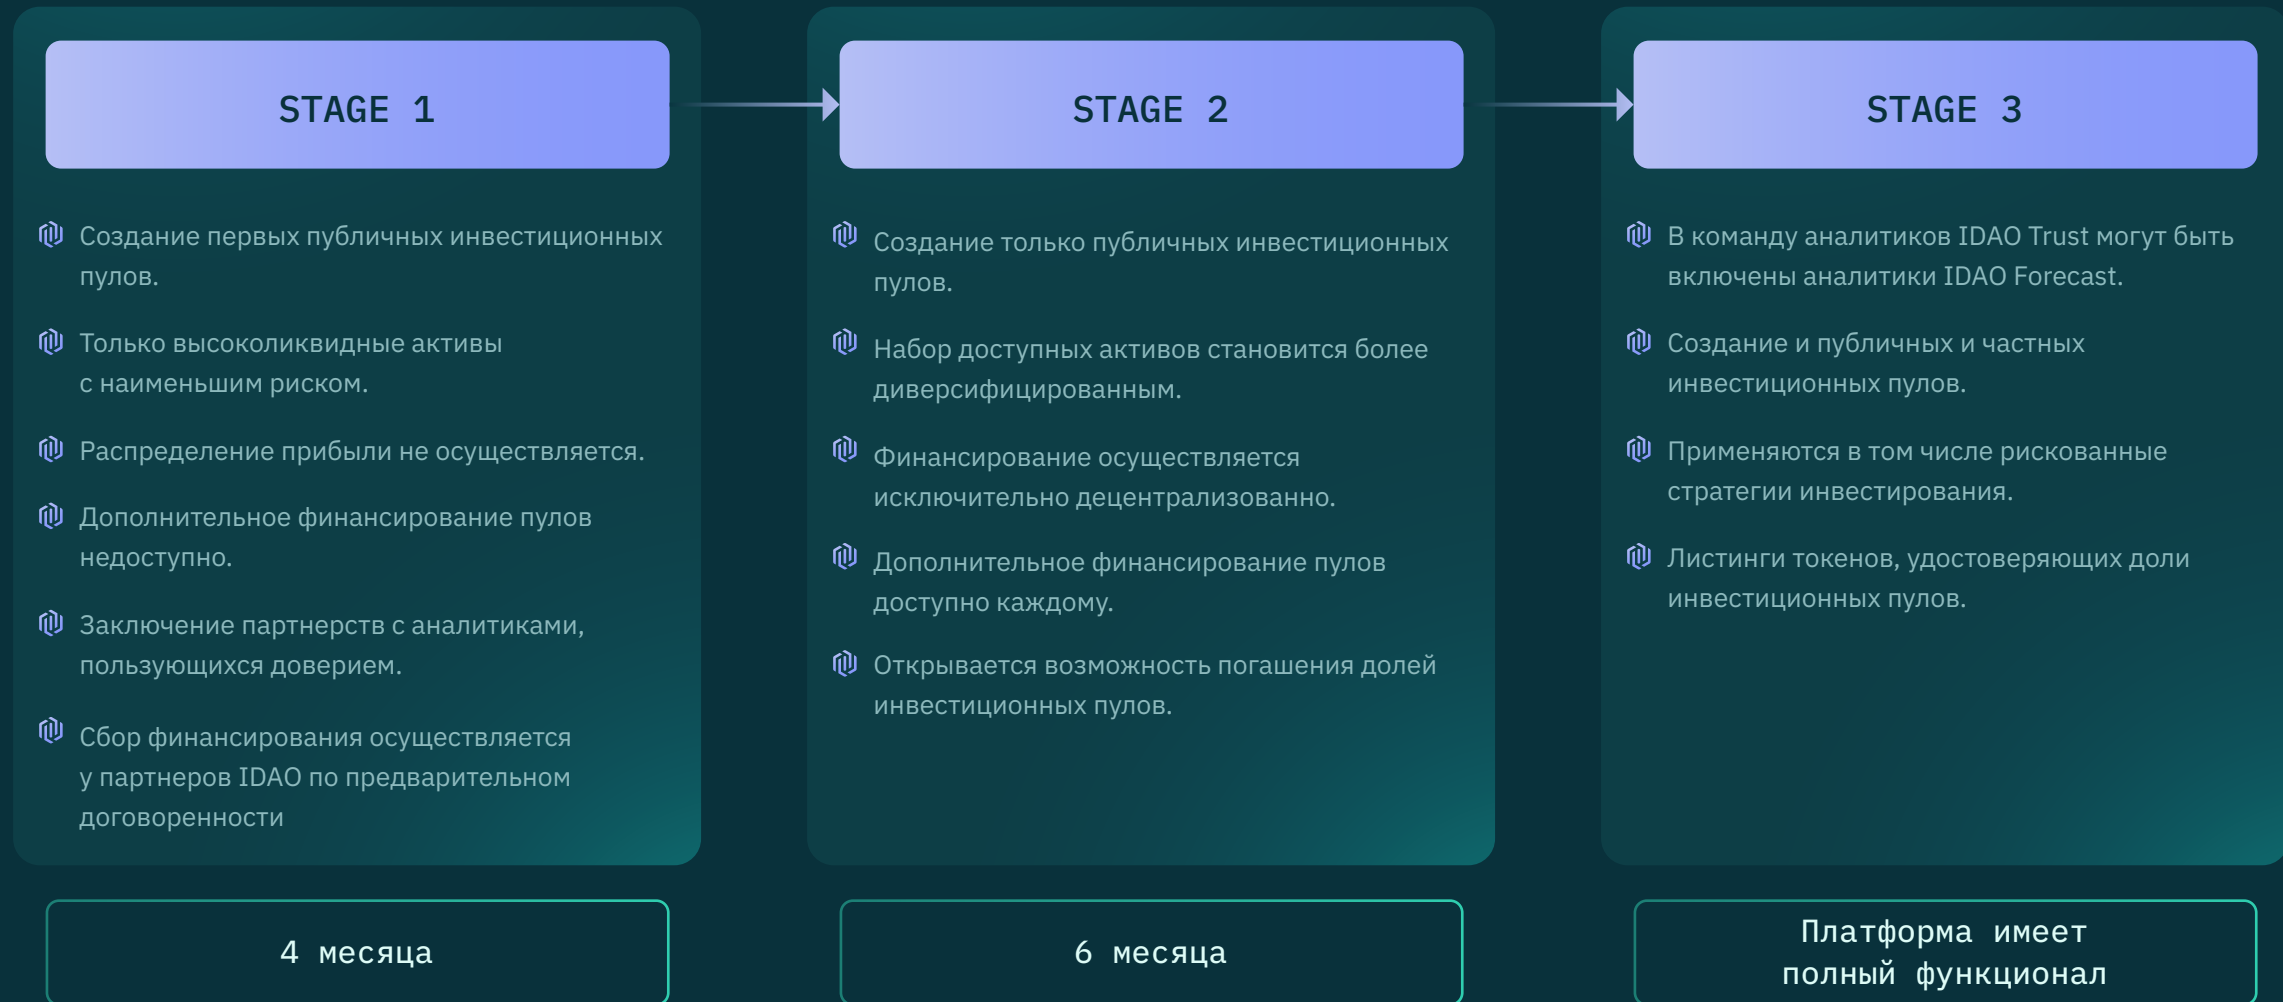 STAGE 1
Создание первых публичных инвестиционных
пулов.
Только высоколиквидные активы
с наименьшим риском.
Распределение прибыли не осуществляется.
Дополнительное финансирование пулов
недоступно.
Заключение партнерств с аналитиками,
пользующихся доверием.
Сбор финансирования осуществляется
у партнеров IDAO по предварительном
договоренности
4 месяца
STAGE 2
Создание только публичных инвестиционных
пулов.
Набор доступных активов становится более
диверсифицированным.
Финансирование осуществляется
исключительно децентрализованно.
Дополнительное финансирование пулов
доступно каждому.
Открывается возможность погашения долей
инвестиционных пулов.
6 месяца
STAGE 3
В команду аналитиков IDAO Trust могут быть
включены аналитики IDAO Forecast.
Создание и публичных и частных
инвестиционных пулов.
Применяются в том числе рискованные
стратегии инвестирования.
Листинги токенов, удостоверяющих доли
инвестиционных пулов.
Платформа имеет
полный функционал